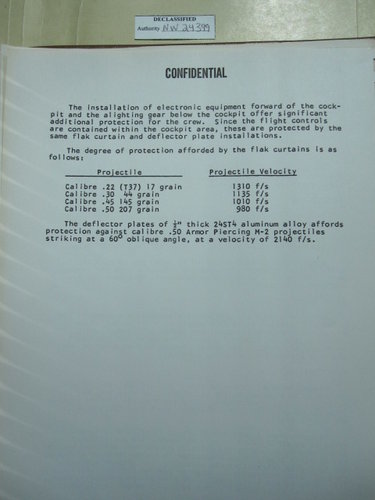 DECLASSIFIED
Authority NW 24399
CONFIDENTIAL
The installation of electronic equipment forward of the cock-
pit and the alighting gear below the cockpit offer significant
additional protection for the crew. Since the flight controls
are contained within the cockpit area, these are protected by the
same flak curtain and deflector plate installations.
The degree of protection afforded by the flak curtains is as
follows:
Projectile Projectile Velocity
Calibre .22 (T37) 17 grain 1310 f/s
Calibre .30 44 grain 1135 f/s
Calibre .45 145 grain 1010 f/s
Calibre .50 207 grain 980 f/s
The deflector plates of ½" thick 24ST4 aluminum alloy affords
protection against calibre .50 Armor Piercing M-2 projectiles
striking at a 60° oblique angle, at a velocity of 2140 f/s.